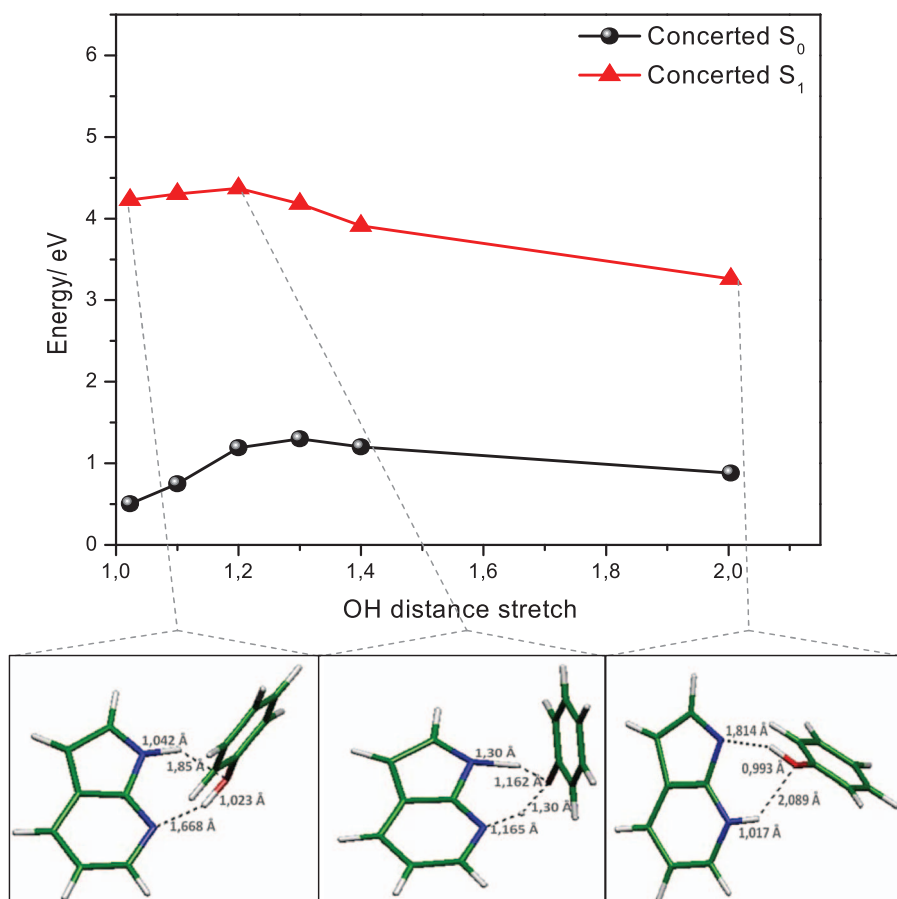 Concerted S0
Concerted S1
Energy/ eV
6
5
4
3
2
1
0
1,0
1,2
1,4
1,6
1,8
2,0
OH distance stretch
1,042 Å
1,85 Å
1,023 Å
1,668 Å
1,30 Å
1,162 Å
1,30 Å
1,165 Å
1,814 Å
0,993 Å
2,089 Å
1,017 Å